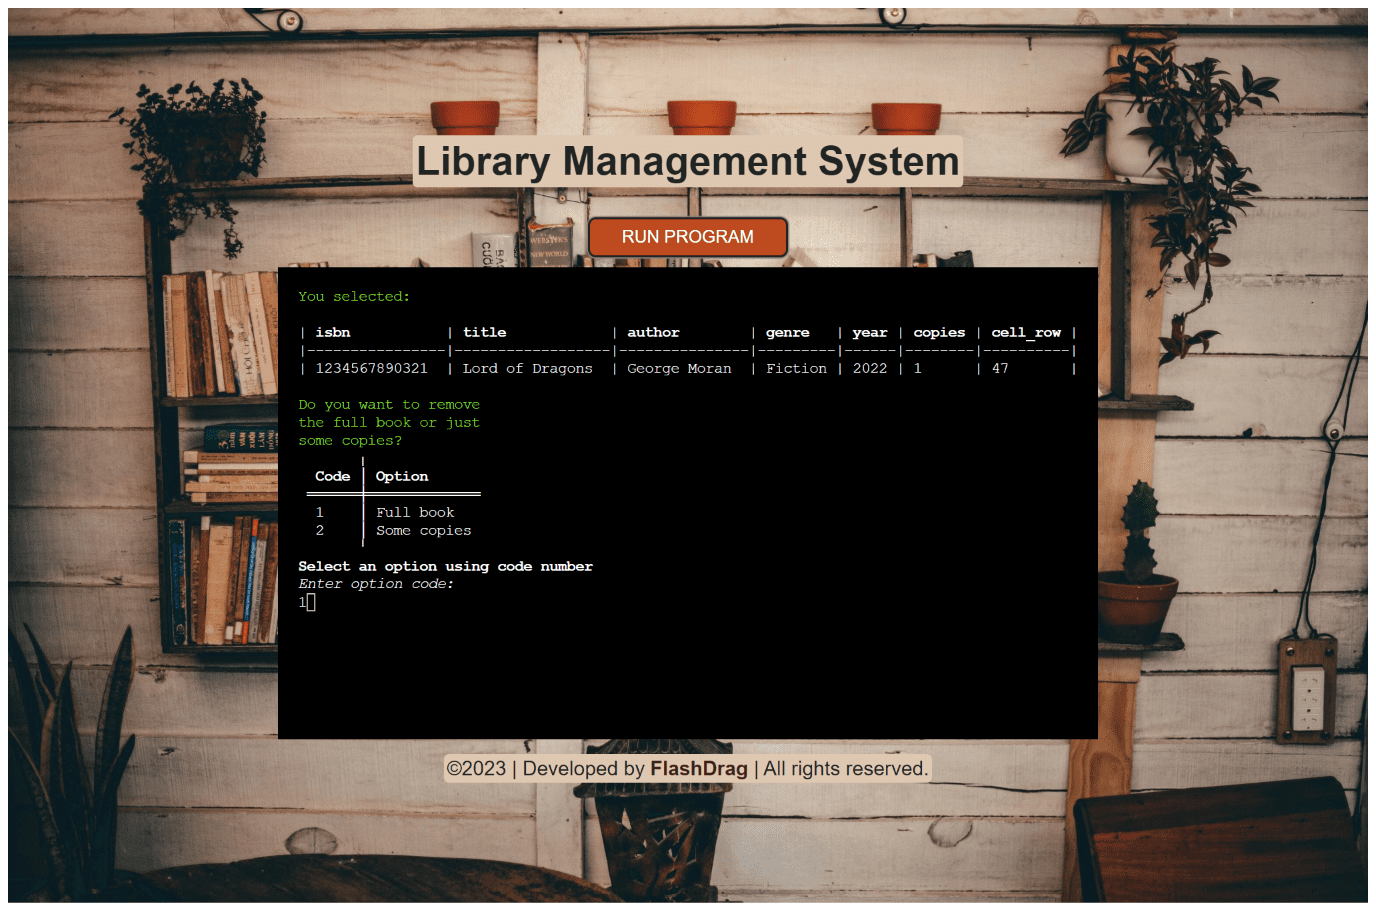 Library Management System
WEBSTER'S
NEW WORLD
RUN PROGRAM
You selected:
| isbn | title | author | genre | year | copies | cell_row |
|----------------|------------------|---------------|---------|------|--------|----------|
| 1234567890321 | Lord of Dragons | George Moran | Fiction | 2022 | 1 | 47 |
Do you want to remove
the full book or just
some copies?
Code | Option
1 | Full book
2 | Some copies
Select an option using code number
Enter option code:
1
©2023 | Developed by FlashDrag | All rights reserved.